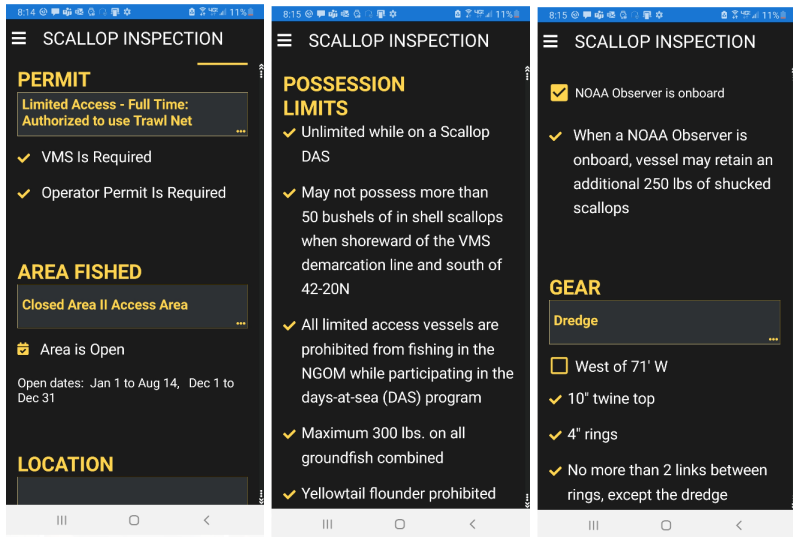 8:14 11%
SCALLOP INSPECTION
PERMIT
Limited Access - Full Time:
Authorized to use Trawl Net
...
VMS Is Required
Operator Permit Is Required
AREA FISHED
Closed Area II Access Area
...
Area is Open
Open dates: Jan 1 to Aug 14, Dec 1 to
Dec 31
LOCATION
8:15 11%
SCALLOP INSPECTION
POSSESSION
LIMITS
Unlimited while on a Scallop
DAS
May not possess more than
50 bushels of in shell scallops
when shoreward of the VMS
demarcation line and south of
42-20N
All limited access vessels are
prohibited from fishing in the
NGOM while participating in the
days-at-sea (DAS) program
Maximum 300 lbs. on all
groundfish combined
Yellowtail flounder prohibited
8:15 11%
SCALLOP INSPECTION
NOAA Observer is onboard
When a NOAA Observer is
onboard, vessel may retain an
additional 250 lbs of shucked
scallops
GEAR
Dredge
...
West of 71' W
10" twine top
4" rings
No more than 2 links between
rings, except the dredge